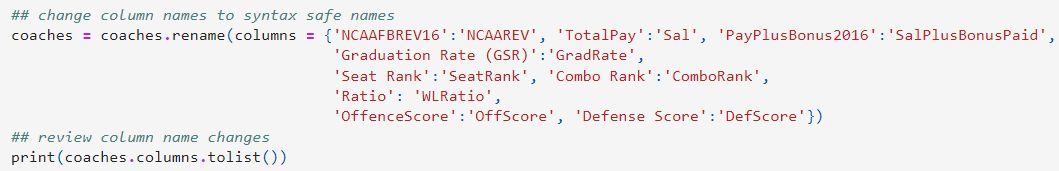 ## change column names to syntax safe names
coaches = coaches.rename(columns = {'NCAAFBREV16':'NCAAREV', 'TotalPay':'Sal', 'PayPlusBonus2016':'SalPlusBonusPaid',
'Graduation Rate (GSR)':'GradRate',
'Seat Rank':'SeatRank', 'Combo Rank':'ComboRank',
'Ratio': 'WLRatio',
'OffenceScore':'OffScore', 'Defense Score':'DefScore'})
## review column name changes
print(coaches.columns.tolist())